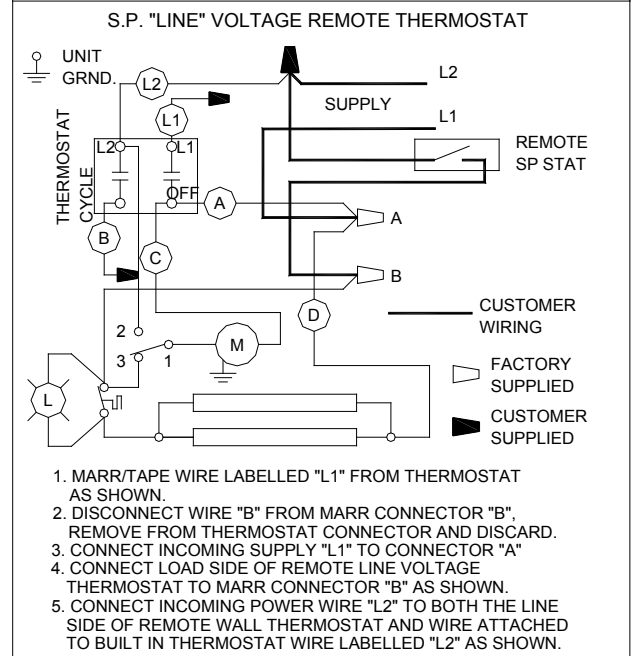 S.P. "LINE" VOLTAGE REMOTE THERMOSTAT
UNIT
GRND.
L2
L2
SUPPLY
L1
L1
REMOTE
SP STAT
THERMOSTAT
CYCLE
L2
L1
OFF
A
A
B
C
B
D
CUSTOMER
WIRING
2
3
1
M
L
FACTORY
SUPPLIED
CUSTOMER
SUPPLIED
1. MARR/TAPE WIRE LABELLED "L1" FROM THERMOSTAT
AS SHOWN.
2. DISCONNECT WIRE "B" FROM MARR CONNECTOR "B",
REMOVE FROM THERMOSTAT CONNECTOR AND DISCARD.
3. CONNECT INCOMING SUPPLY "L1" TO CONNECTOR "A"
4. CONNECT LOAD SIDE OF REMOTE LINE VOLTAGE
THERMOSTAT TO MARR CONNECTOR "B" AS SHOWN.
5. CONNECT INCOMING POWER WIRE "L2" TO BOTH THE LINE
SIDE OF REMOTE WALL THERMOSTAT AND WIRE ATTACHED
TO BUILT IN THERMOSTAT WIRE LABELLED "L2" AS SHOWN.